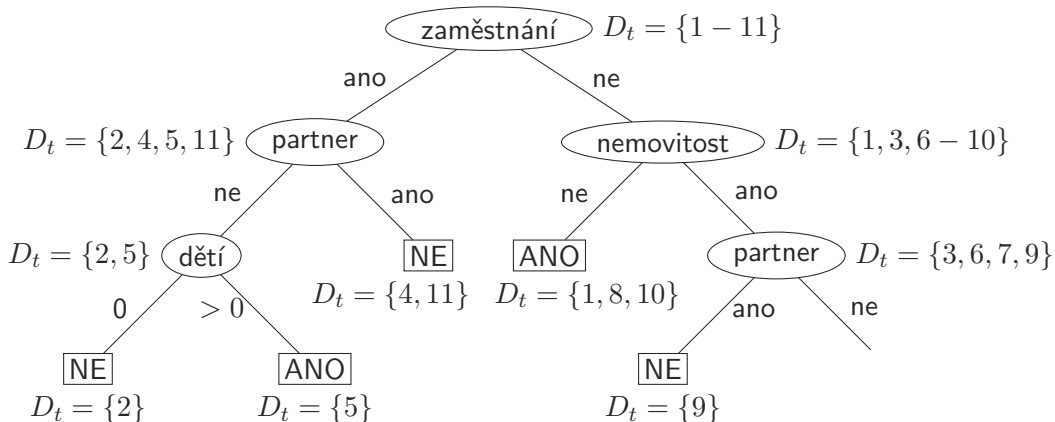 zaměstnání D_t = {1 − 11}
ano ne
D_t = {2, 4, 5, 11} partner nemovitost D_t = {1, 3, 6 − 10}
ne ano ne ano
D_t = {2, 5} dětí NE ANO partner D_t = {3, 6, 7, 9}
D_t = {4, 11} D_t = {1, 8, 10}
0 > 0 ano ne
NE ANO NE
D_t = {2} D_t = {5} D_t = {9}